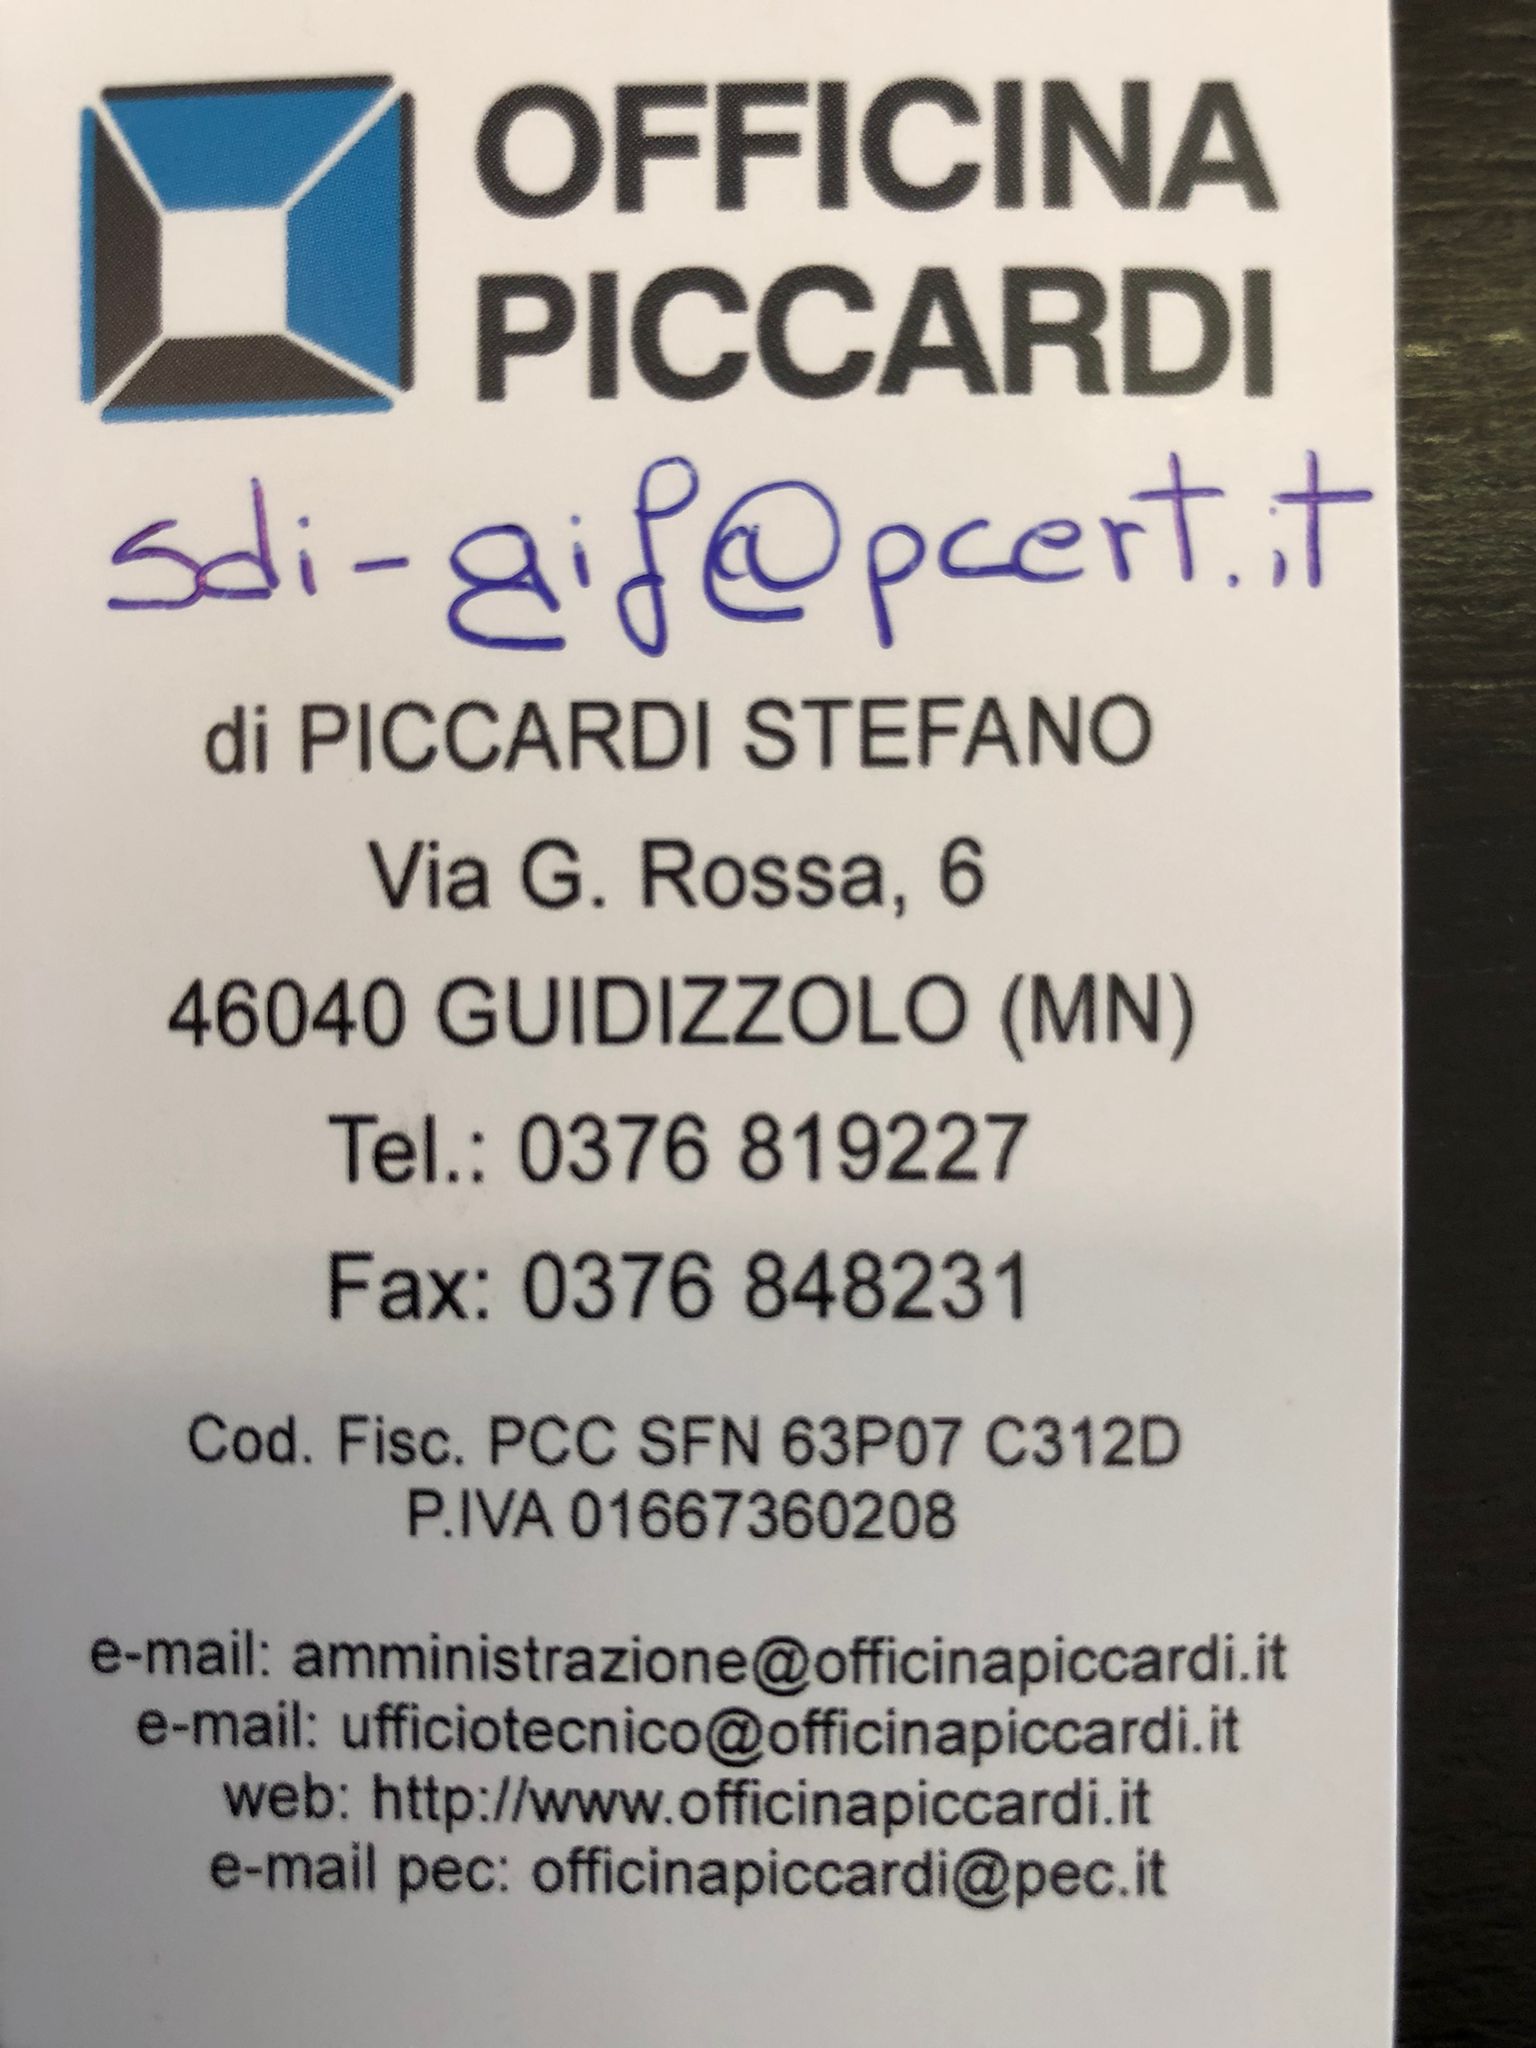 OFFICINA
PICCARDI
sdi-gif@pcert.it
di PICCARDI STEFANO
Via G. Rossa, 6
46040 GUIDIZZOLO (MN)
Tel.: 0376 819227
Fax: 0376 848231
Cod. Fisc. PCC SFN 63P07 C312D
P.IVA 01667360208
e-mail: amministrazione@officinapiccardi.it
e-mail: ufficiotecnico@officinapiccardi.it
web: http://www.officinapiccardi.it
e-mail pec: officinapiccardi@pec.it